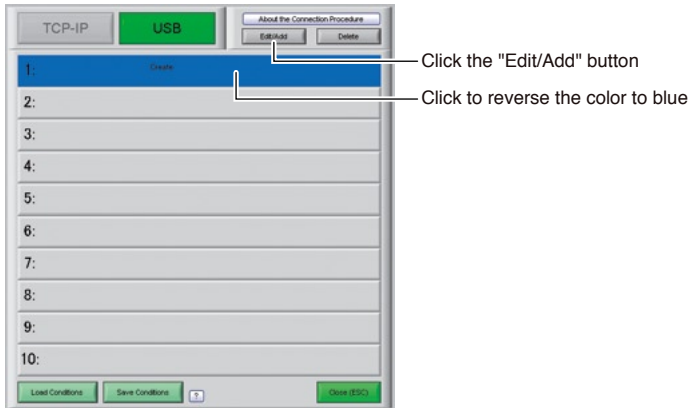 TCP-IP
USB
About the Connection Procedure
Edit/Add
Delete
Click the "Edit/Add" button
1: Create
Click to reverse the color to blue
2:
3:
4:
5:
6:
7:
8:
9:
10:
Load Conditions
Save Conditions
?
Close (ESC)